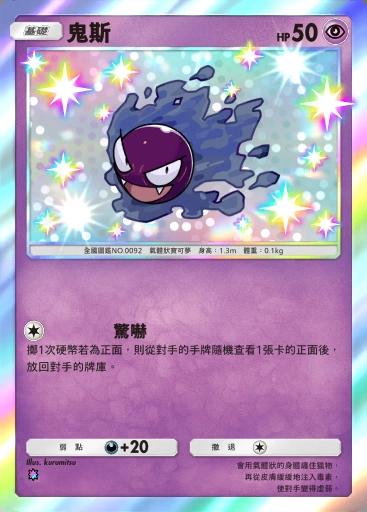 基礎 鬼斯 HP 50
全國圖鑑NO.0092 氣體狀寶可夢 身高：1.3m 體重：0.1kg
驚嚇
擲1次硬幣若為正面，則從對手的手牌隨機查看1張卡的正面後，
放回對手的牌庫。
弱點 +20 撤退
Illus. kurumitsu
會用氣體狀的身體纏住獵物，
再從皮膚緩緩地注入毒素，
使對手變得虛弱。